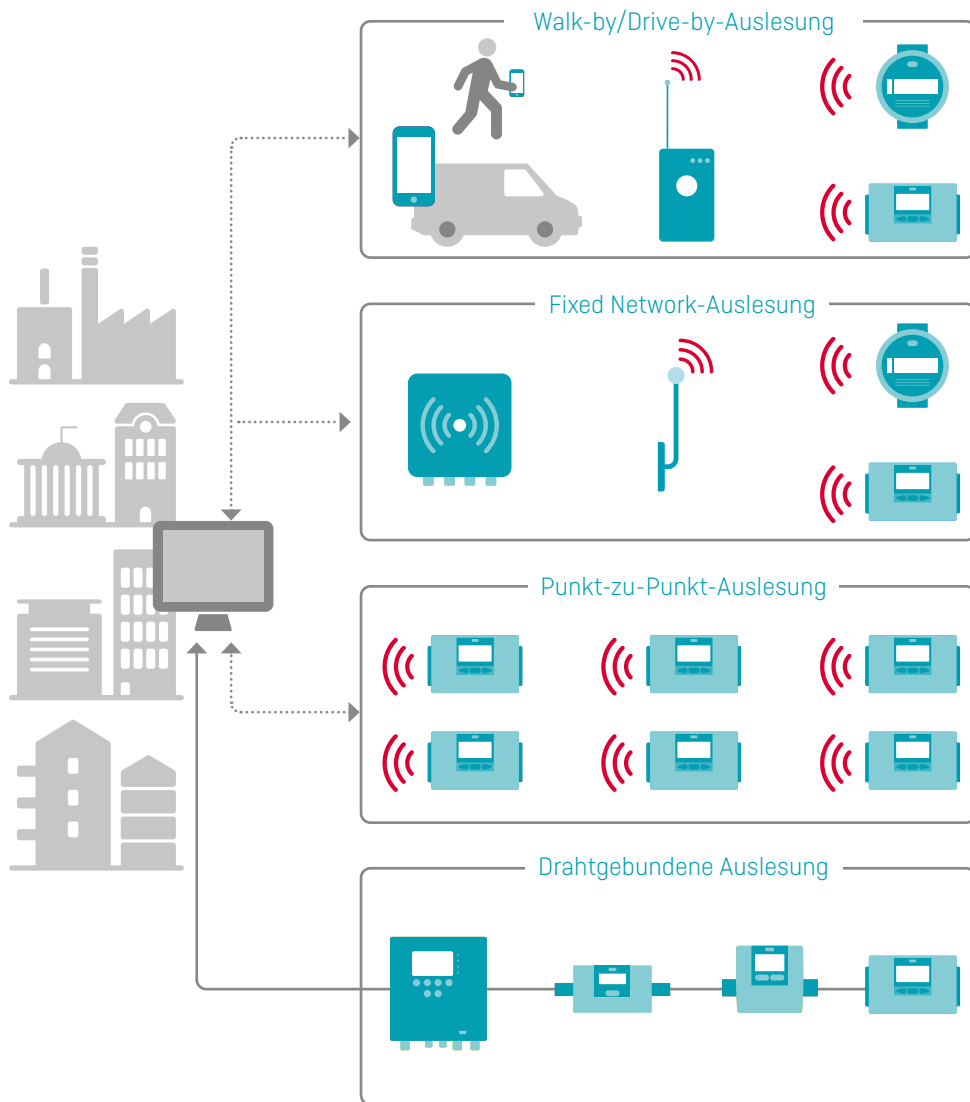 Walk-by/Drive-by-Auslesung
Fixed Network-Auslesung
Punkt-zu-Punkt-Auslesung
Drahtgebundene Auslesung